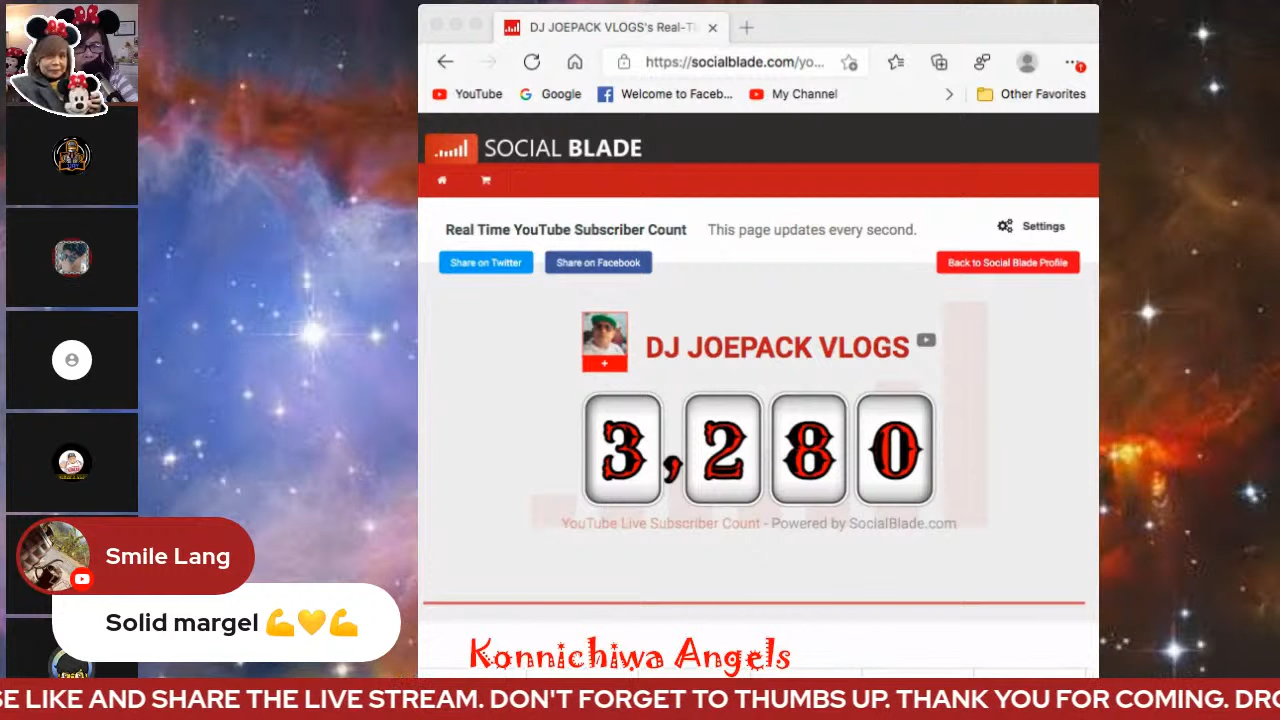 DJ JOEPACK VLOGS's Real-T
https://socialblade.com/yo...
YouTube
Google
Welcome to Faceb...
My Channel
Other Favorites
SOCIAL BLADE
Real Time YouTube Subscriber Count
This page updates every second.
Settings
Share on Twitter
Share on Facebook
Back to Social Blade Profile
+
DJ JOEPACK VLOGS
3,280
YouTube Live Subscriber Count - Powered by SocialBlade.com
Smile Lang
Solid margel 💪💛💪
Konnichiwa Angels
SE LIKE AND SHARE THE LIVE STREAM. DON'T FORGET TO THUMBS UP. THANK YOU FOR COMING. DRO